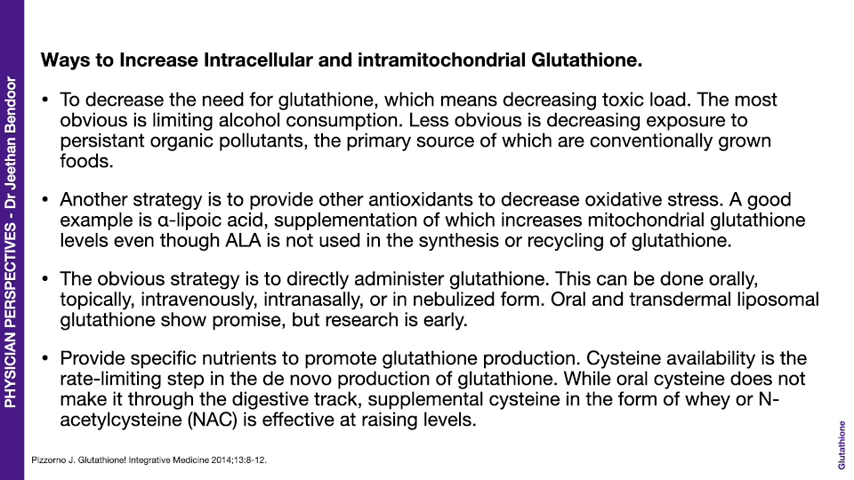 Ways to Increase Intracellular and intramitochondrial Glutathione.
• To decrease the need for glutathione, which means decreasing toxic load. The most
obvious is limiting alcohol consumption. Less obvious is decreasing exposure to
persistant organic pollutants, the primary source of which are conventionally grown
foods.
• Another strategy is to provide other antioxidants to decrease oxidative stress. A good
example is α-lipoic acid, supplementation of which increases mitochondrial glutathione
levels even though ALA is not used in the synthesis or recycling of glutathione.
• The obvious strategy is to directly administer glutathione. This can be done orally,
topically, intravenously, intranasally, or in nebulized form. Oral and transdermal liposomal
glutathione show promise, but research is early.
• Provide specific nutrients to promote glutathione production. Cysteine availability is the
rate-limiting step in the de novo production of glutathione. While oral cysteine does not
make it through the digestive track, supplemental cysteine in the form of whey or N-
acetylcysteine (NAC) is effective at raising levels.
Pizzorno J. Glutathione! Integrative Medicine 2014;13:8-12.
PHYSICIAN PERSPECTIVES - Dr Jeethan Bendoor
Glutathione